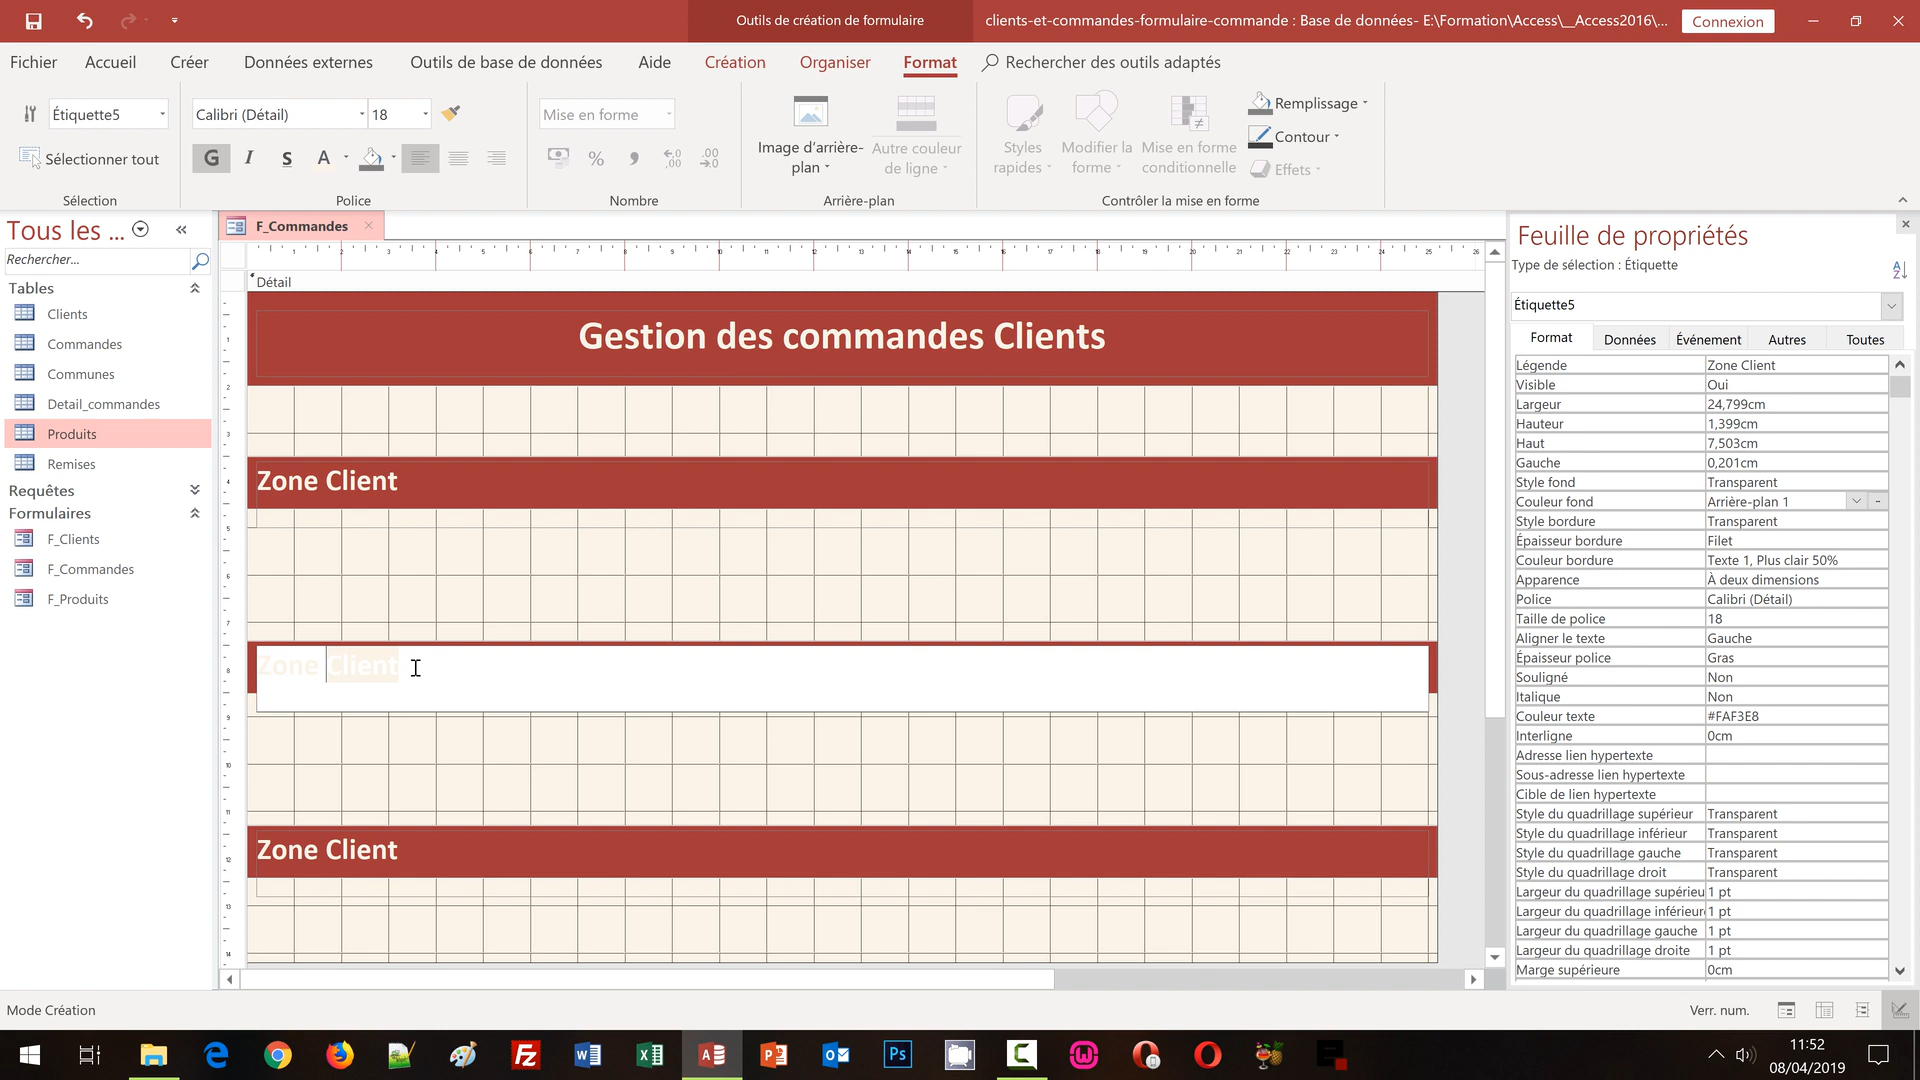 Outils de création de formulaire
clients-et-commandes-formulaire-commande : Base de données- E:\Formation\Access\__Access2016\...
Connexion
Fichier
Accueil
Créer
Données externes
Outils de base de données
Aide
Création
Organiser
Format
Rechercher des outils adaptés
Étiquette5
Calibri (Détail)
18
Mise en forme
Sélectionner tout
G I S A
% ,00
Image d'arrière-plan
Autre couleur de ligne
Styles rapides
Modifier la forme
Mise en forme conditionnelle
Remplissage
Contour
Effets
Sélection
Police
Nombre
Arrière-plan
Contrôler la mise en forme
Tous les ...
Rechercher...
Tables
Clients
Commandes
Communes
Detail_commandes
Produits
Remises
Requêtes
Formulaires
F_Clients
F_Commandes
F_Produits
F_Commandes
Détail
Gestion des commandes Clients
Zone Client
Zone Client
Zone Client
Feuille de propriétés
Type de sélection : Étiquette
Étiquette5
Format Données Événement Autres Toutes
Légende Zone Client
Visible Oui
Largeur 24,799cm
Hauteur 1,399cm
Haut 7,503cm
Gauche 0,201cm
Style fond Transparent
Couleur fond Arrière-plan 1
Style bordure Transparent
Épaisseur bordure Filet
Couleur bordure Texte 1, Plus clair 50%
Apparence À deux dimensions
Police Calibri (Détail)
Taille de police 18
Aligner le texte Gauche
Épaisseur police Gras
Souligné Non
Italique Non
Couleur texte #FAF3E8
Interligne 0cm
Adresse lien hypertexte
Sous-adresse lien hypertexte
Cible de lien hypertexte
Style du quadrillage supérieur Transparent
Style du quadrillage inférieur Transparent
Style du quadrillage gauche Transparent
Style du quadrillage droit Transparent
Largeur du quadrillage supérieu 1 pt
Largeur du quadrillage inférieur 1 pt
Largeur du quadrillage gauche 1 pt
Largeur du quadrillage droite 1 pt
Marge supérieure 0cm
Mode Création
Verr. num.
11:52
08/04/2019